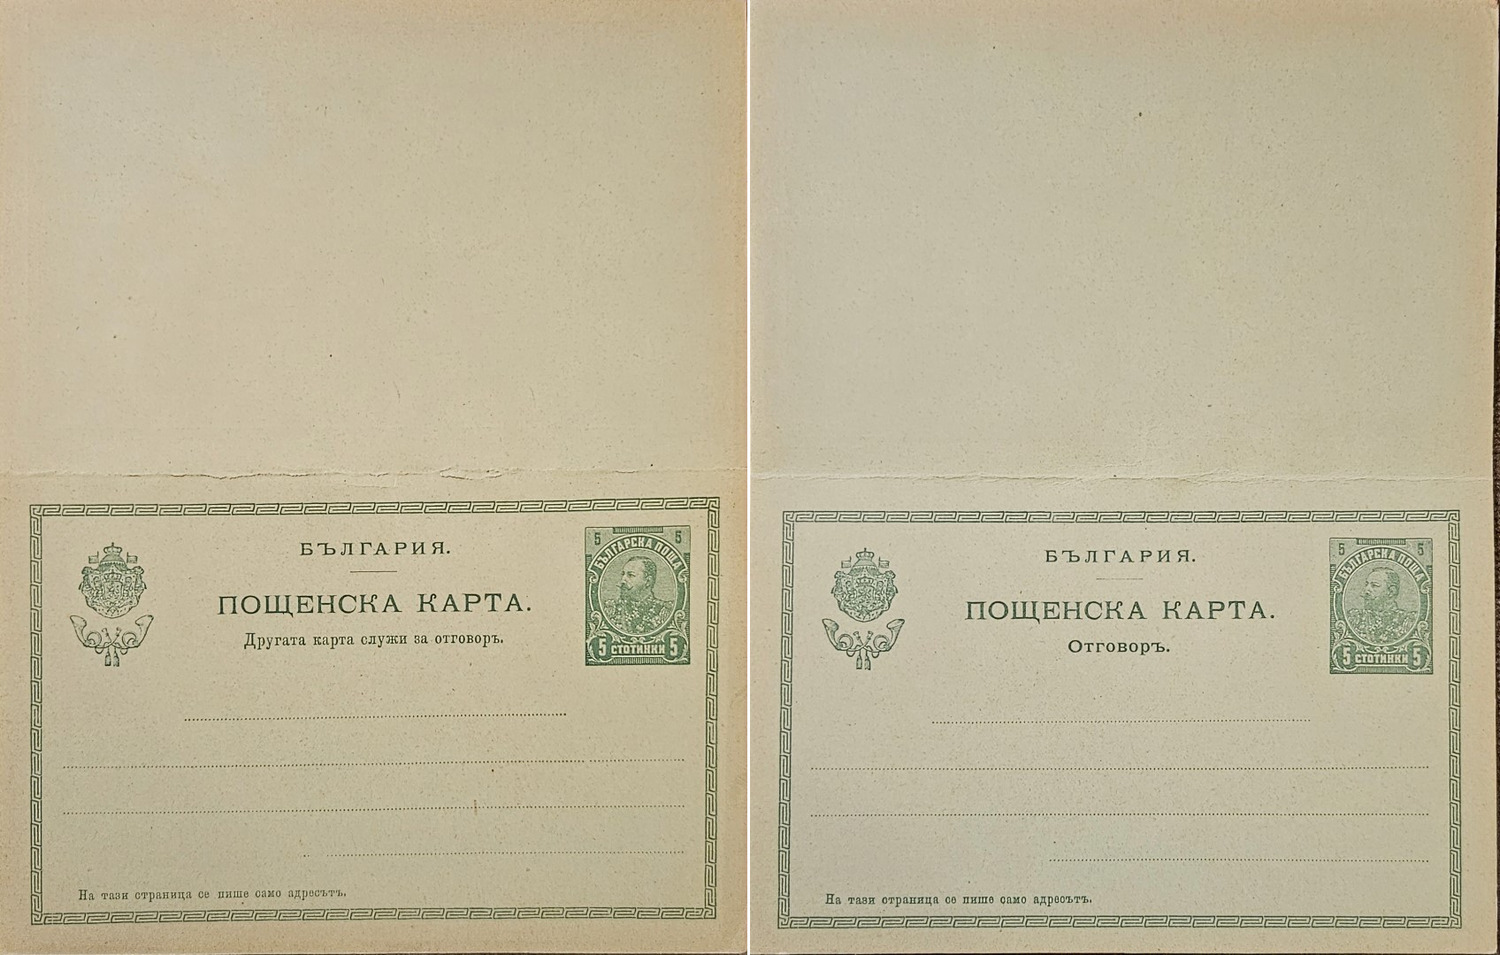 БЪЛГАРИЯ.
ПОЩЕНСКА КАРТА.
Другата карта служи за отговоръ.
5 5
БЪЛГАРСКА ПОЩА
5 СТОТИНКИ 5
На тази страница се пише само адресътъ.
БЪЛГАРИЯ.
ПОЩЕНСКА КАРТА.
Отговоръ.
5 5
БЪЛГАРСКА ПОЩА
5 СТОТИНКИ 5
На тази страница се пише само адресътъ.